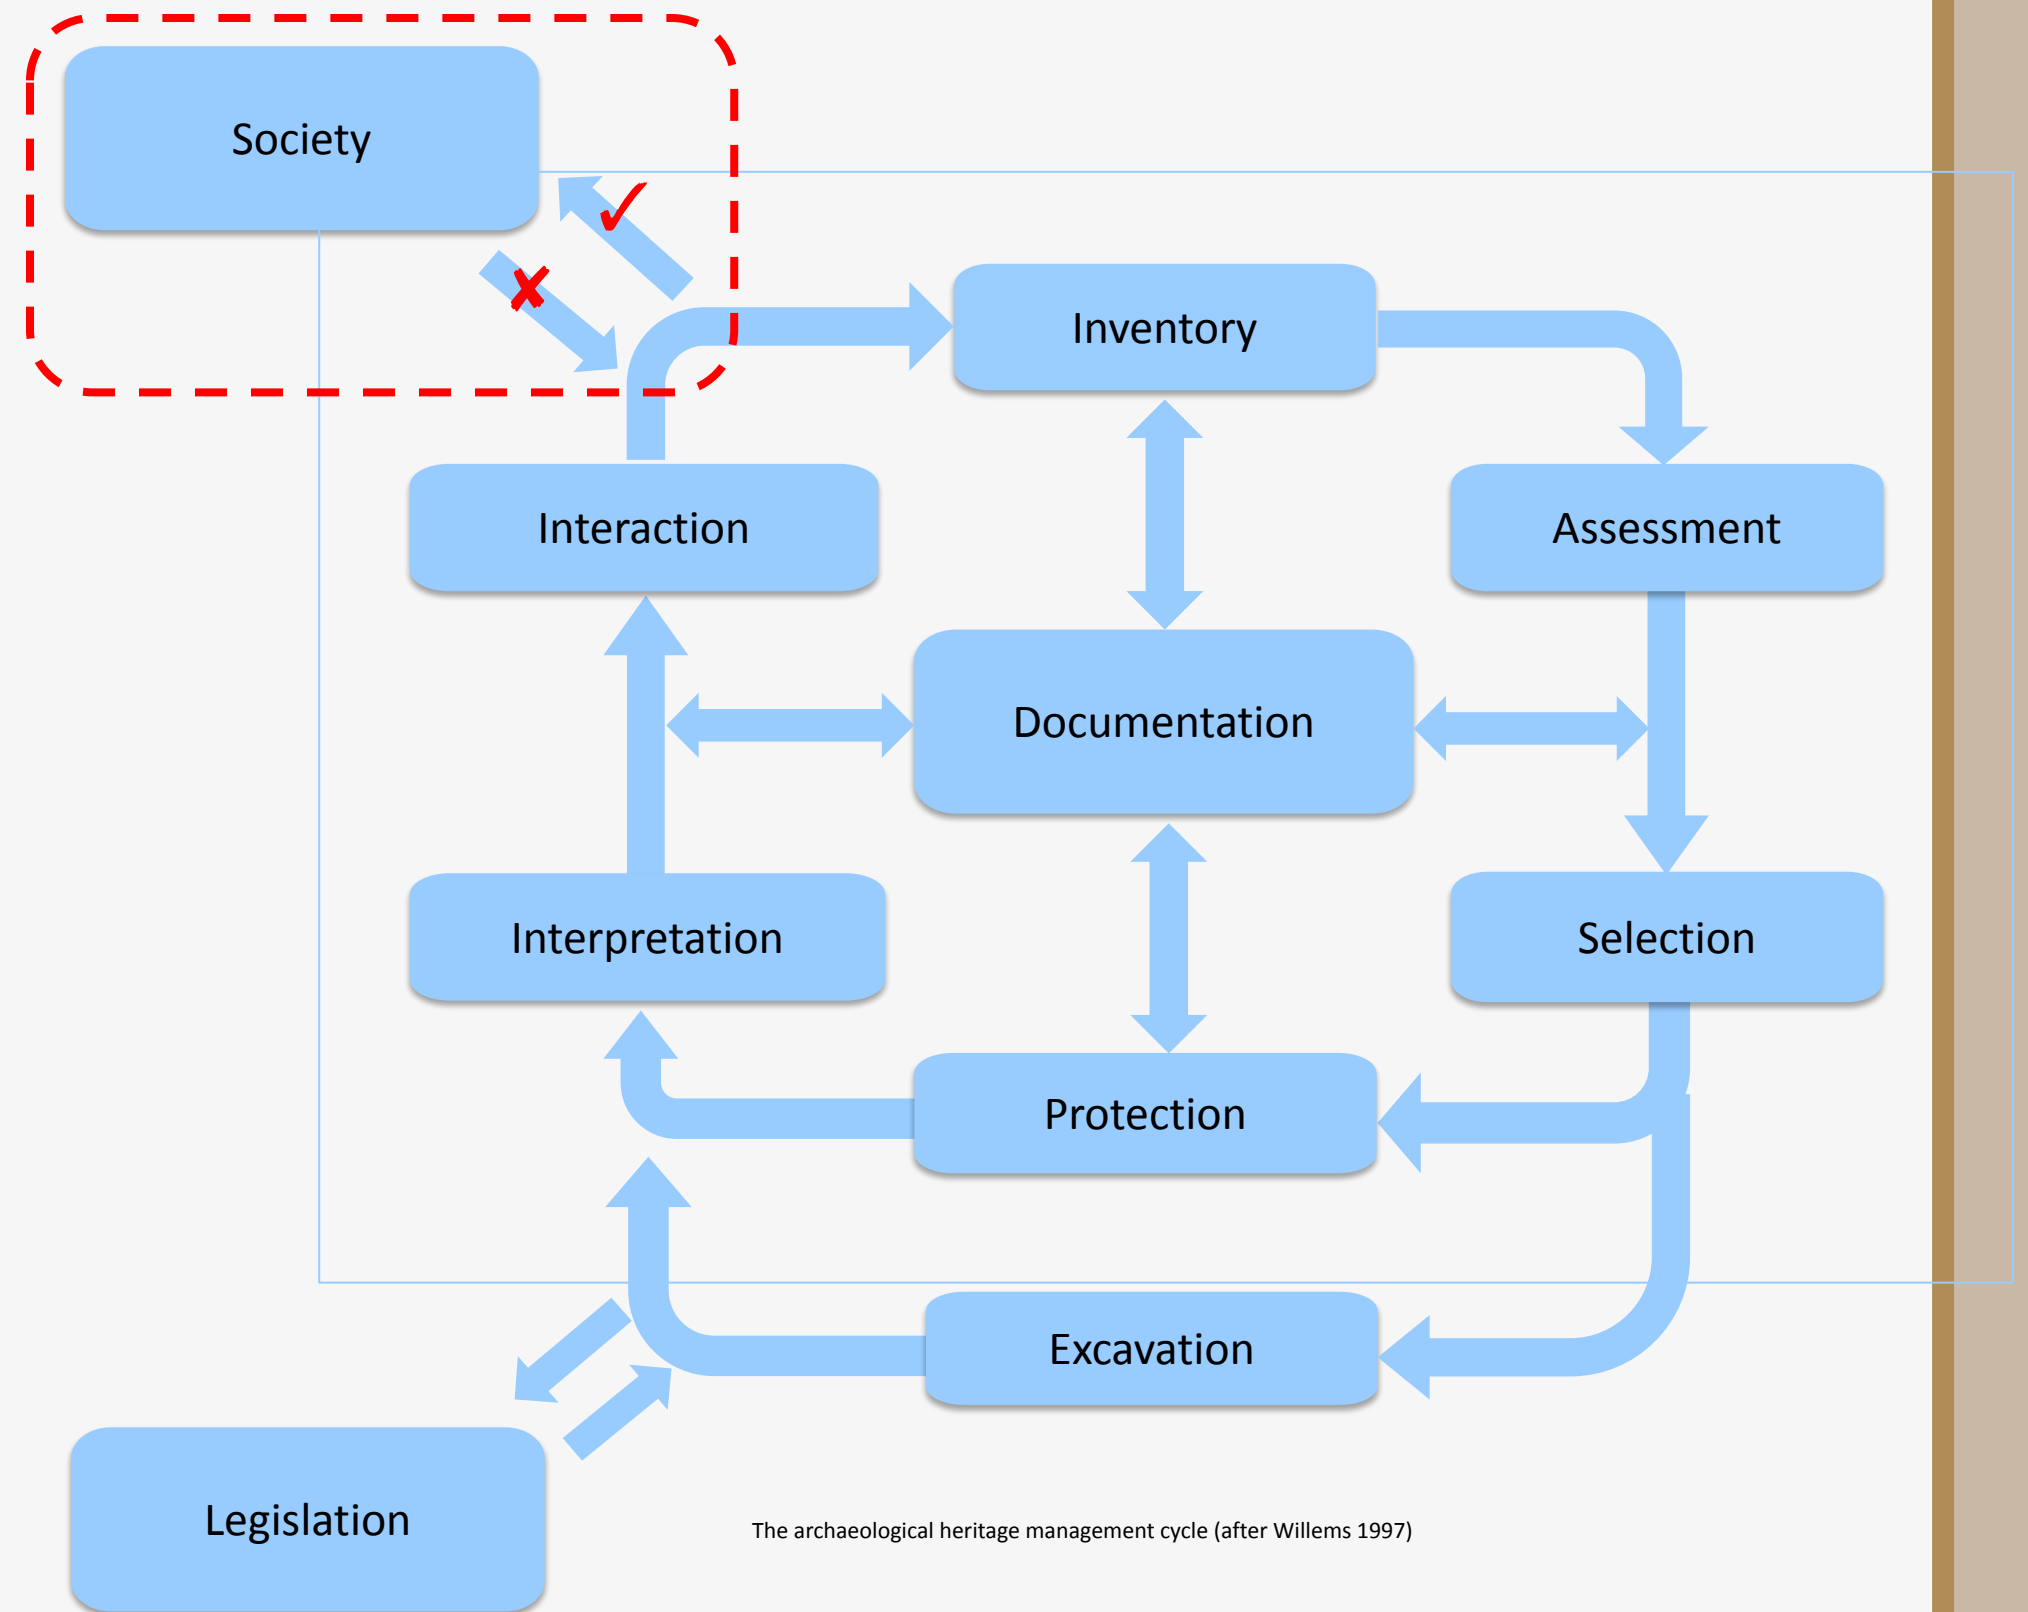 Society
Inventory
Interaction
Assessment
Documentation
Interpretation
Selection
Protection
Excavation
Legislation
The archaeological heritage management cycle (after Willems 1997)